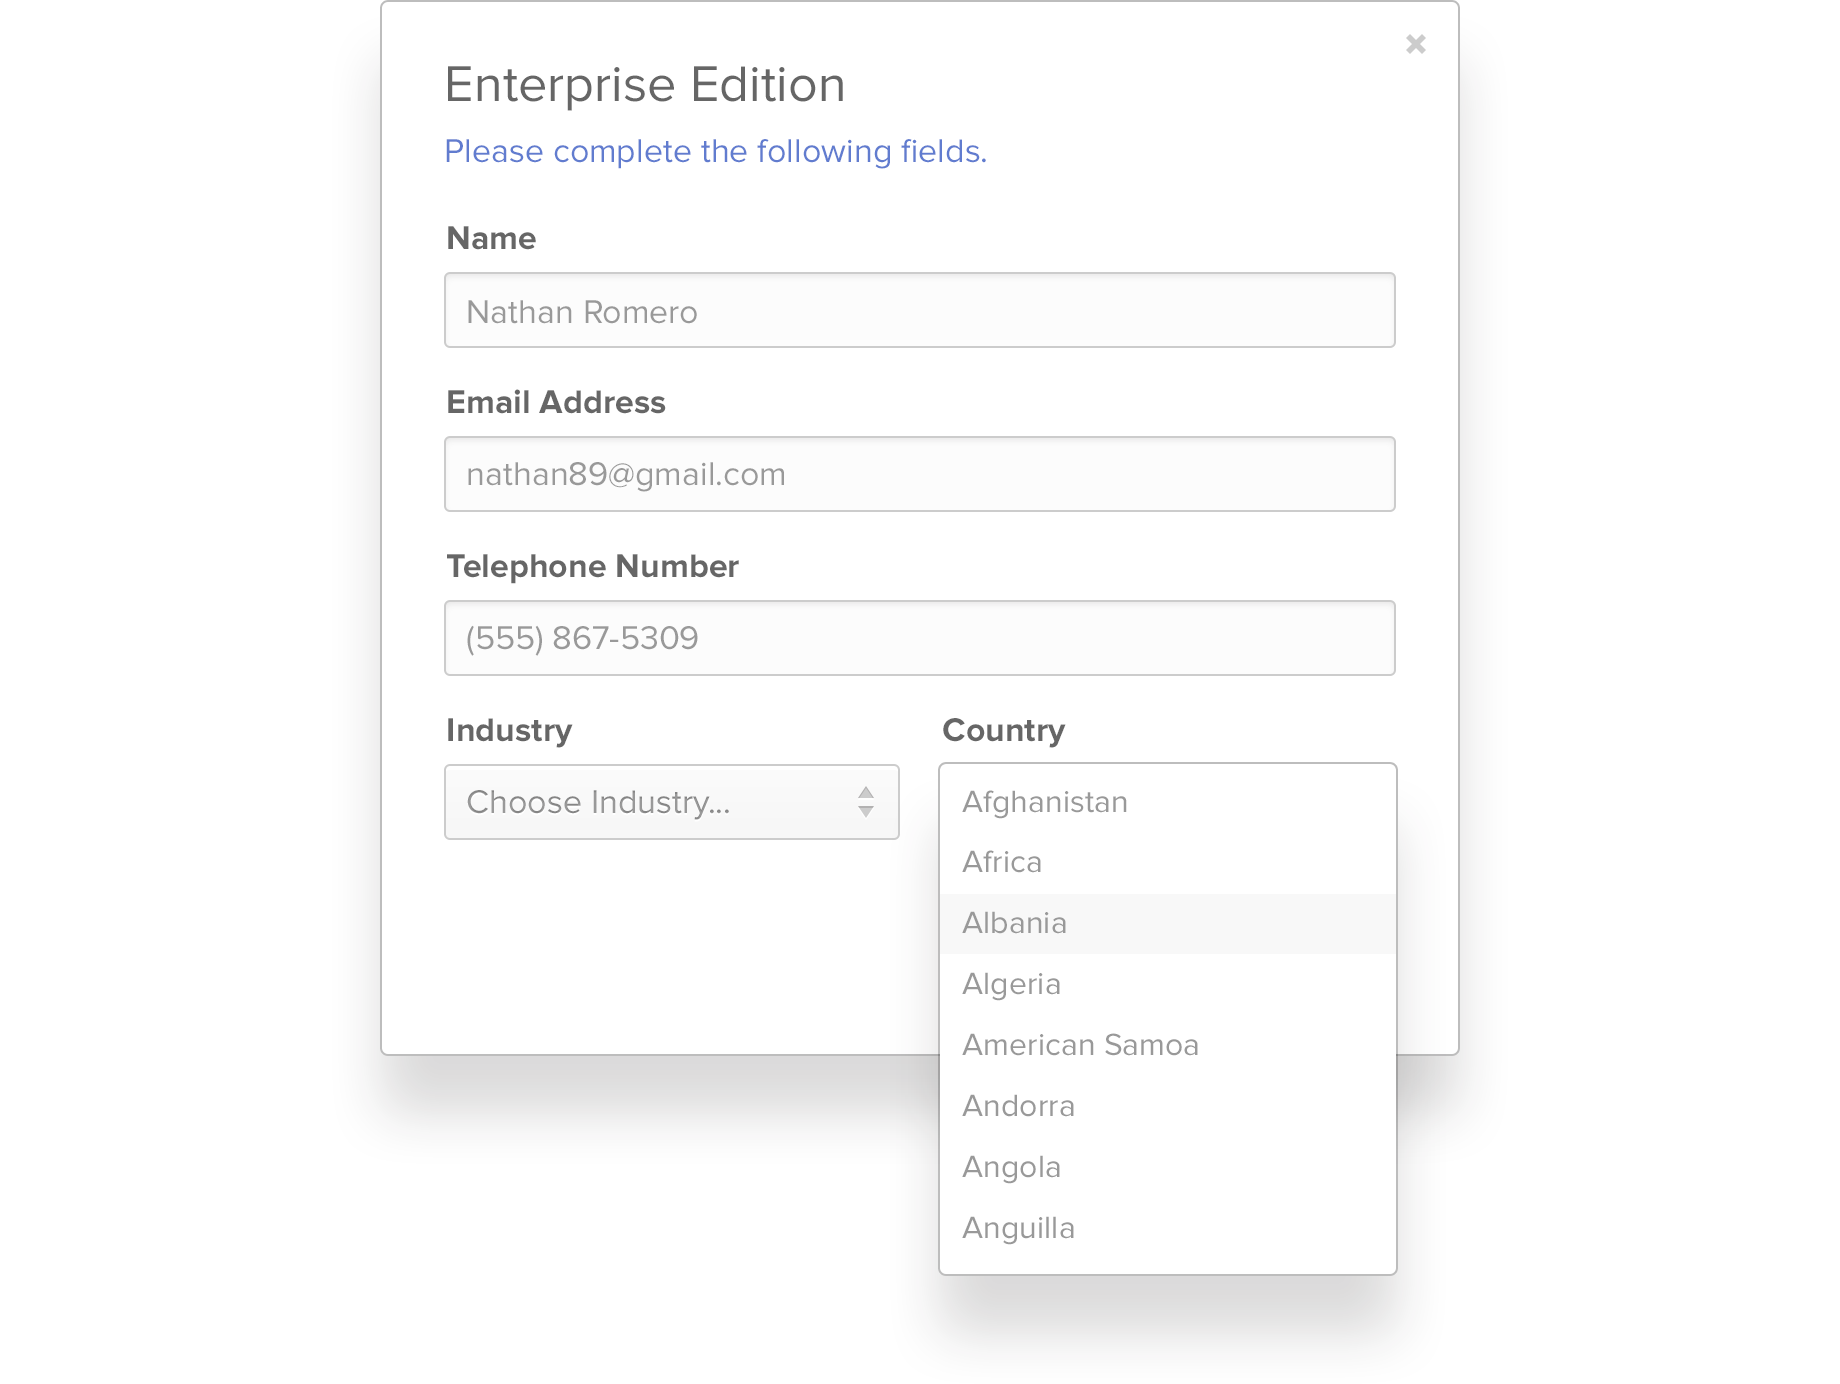 Enterprise Edition
Please complete the following fields.
Name
Nathan Romero
Email Address
nathan89@gmail.com
Telephone Number
(555) 867-5309
Industry
Choose Industry...
Country
Afghanistan
Africa
Albania
Algeria
American Samoa
Andorra
Angola
Anguilla